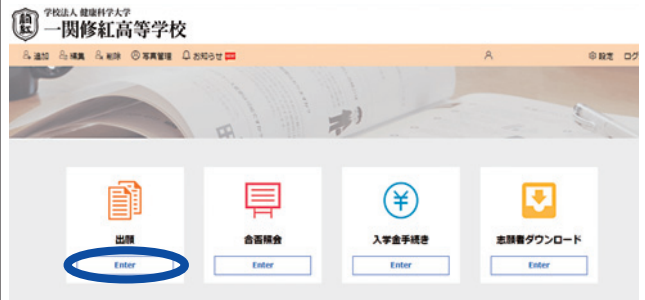 学校法人 健康科学大学
一関修紅高等学校
追加 編集 削除 写真管理 お知らせ 設定 ログ
出願 合否照会 入学金手続き 志願者ダウンロード
Enter Enter Enter Enter